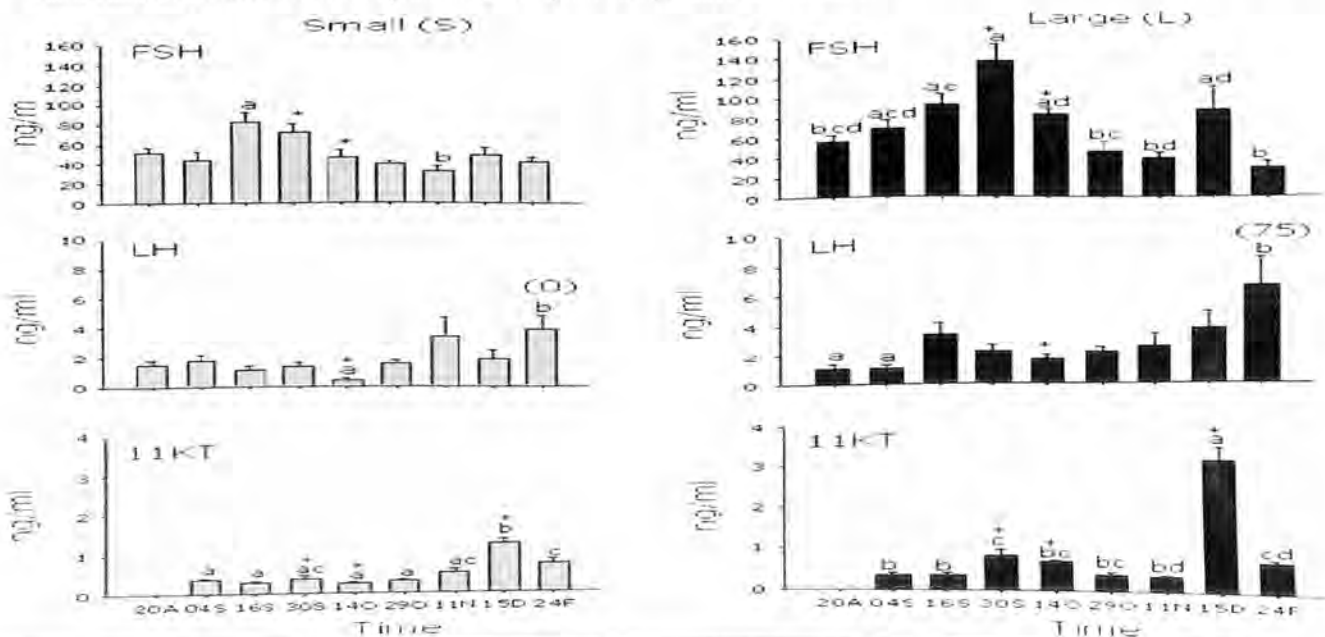 Small (S)
FSH
160
140
120
100
80
60
40
20
0
ng/ml
a
+
+
b
LH
10
8
6
4
2
0
ng/ml
(0)
b
+
a
11KT
4
3
2
1
0
ng/ml
a
a
+
a
c
a+
a
a
c
b+
c
20A 04S 16S 30S 14O 29O 11N 15D 24F
Time
Large (L)
FSH
160
140
120
100
80
60
40
20
0
ng/ml
bcd
acd
ac
+
a
+
a
d
bc
bd
ad
b
LH
10
8
6
4
2
0
ng/ml
(75)
b
a
a
+
11KT
4
3
2
1
0
ng/ml
b
b
+
c
b+
c
bc
bd
+
a
cd
20A 04S 16S 30S 14O 29O 11N 15D 24F
Time